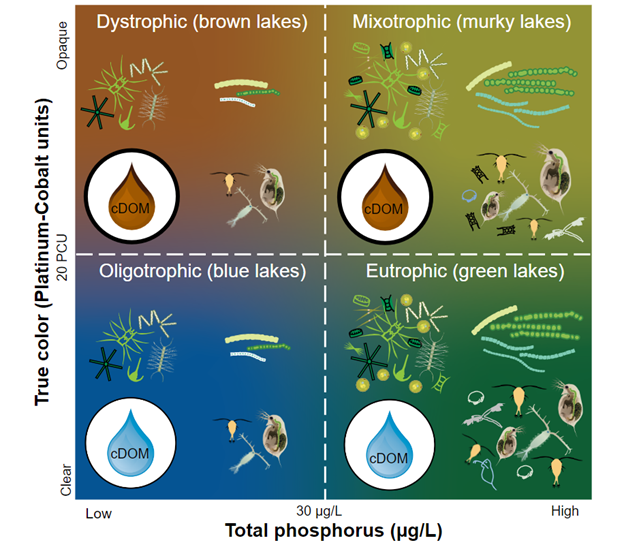 Dystrophic (brown lakes)
Mixotrophic (murky lakes)
cDOM
cDOM
Oligotrophic (blue lakes)
Eutrophic (green lakes)
cDOM
cDOM
True color (Platinum-Cobalt units)
Opaque
20 PCU
Clear
Low
30 µg/L
High
Total phosphorus (µg/L)